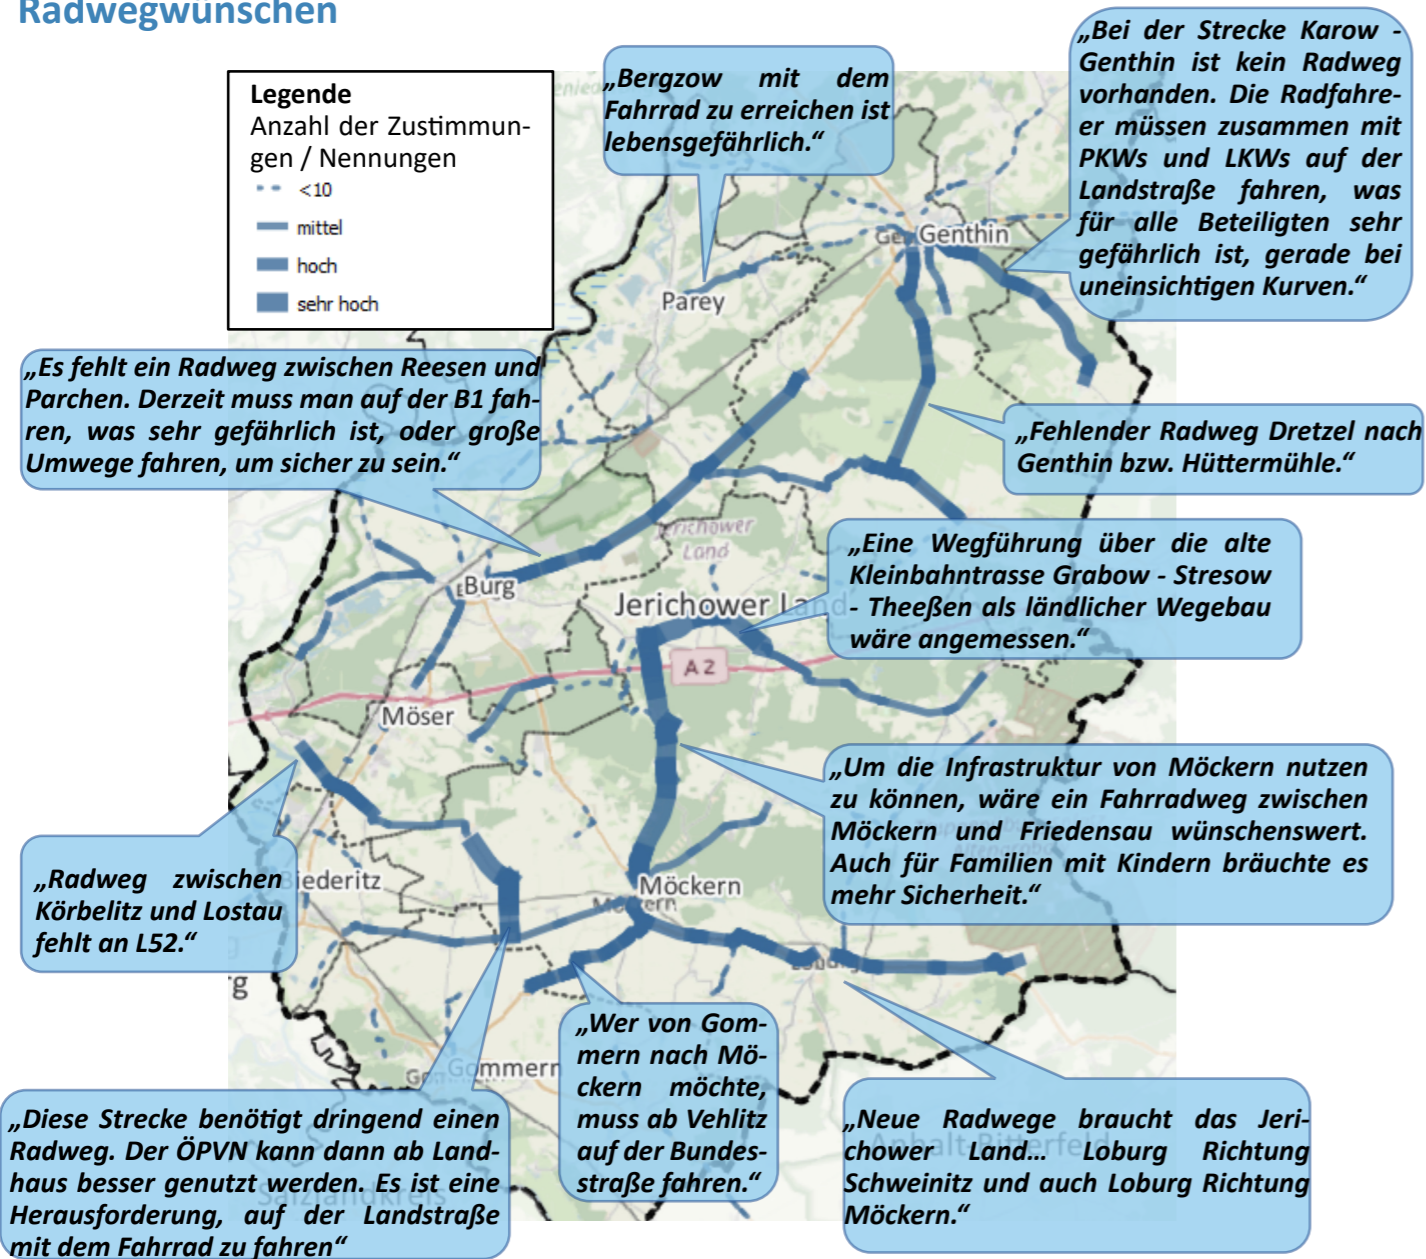 Radwegwünschen
Legende
Anzahl der Zustimmun-
gen / Nennungen
<10
mittel
hoch
sehr hoch
„Bergzow mit dem
Fahrrad zu erreichen ist
lebensgefährlich.“
„Bei der Strecke Karow -
Genthin ist kein Radweg
vorhanden. Die Radfahre-
er müssen zusammen mit
PKWs und LKWs auf der
Landstraße fahren, was
für alle Beteiligten sehr
gefährlich ist, gerade bei
uneinsichtigen Kurven.“
Genthin
Parey
„Es fehlt ein Radweg zwischen Reesen und
Parchen. Derzeit muss man auf der B1 fah-
ren, was sehr gefährlich ist, oder große
Umwege fahren, um sicher zu sein.“
„Fehlender Radweg Dretzel nach
Genthin bzw. Hüttermühle.“
Jerichower
Land
„Eine Wegführung über die alte
Kleinbahntrasse Grabow - Stresow
- Theeßen als ländlicher Wegebau
wäre angemessen.“
Burg
Jerichower Land
A 2
Möser
„Um die Infrastruktur von Möckern nutzen
zu können, wäre ein Fahrradweg zwischen
Möckern und Friedensau wünschenswert.
Auch für Familien mit Kindern bräuchte es
mehr Sicherheit.“
„Radweg zwischen
Körbelitz und Lostau
fehlt an L52.“
Biederitz
Möckern
Möckern
Loburg
rg
Gommern
„Wer von Gom-
mern nach Mö-
ckern möchte,
muss ab Vehlitz
auf der Bundes-
straße fahren.“
„Diese Strecke benötigt dringend einen
Radweg. Der ÖPVN kann dann ab Land-
haus besser genutzt werden. Es ist eine
Herausforderung, auf der Landstraße
mit dem Fahrrad zu fahren“
Salzlandkreis
„Neue Radwege braucht das Jeri-
chower Land... Loburg Richtung
Schweinitz und auch Loburg Richtung
Möckern.“
Anhalt-Bitterfeld